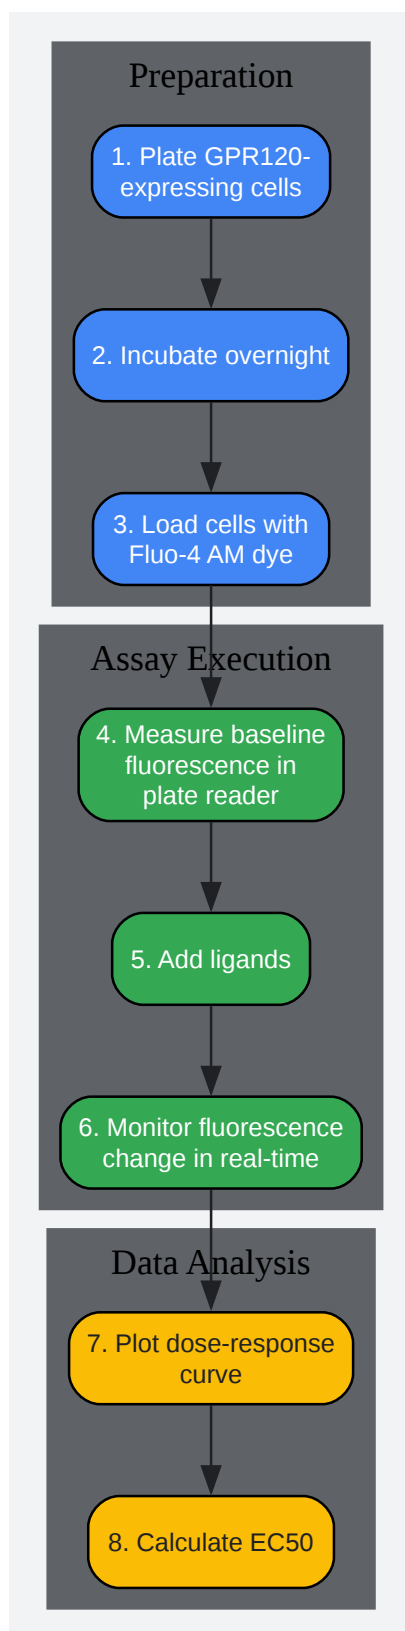 Preparation
1. Plate GPR120-
expressing cells
2. Incubate overnight
3. Load cells with
Fluo-4 AM dye
Assay Execution
4. Measure baseline
fluorescence in
plate reader
5. Add ligands
6. Monitor fluorescence
change in real-time
Data Analysis
7. Plot dose-response
curve
8. Calculate EC50